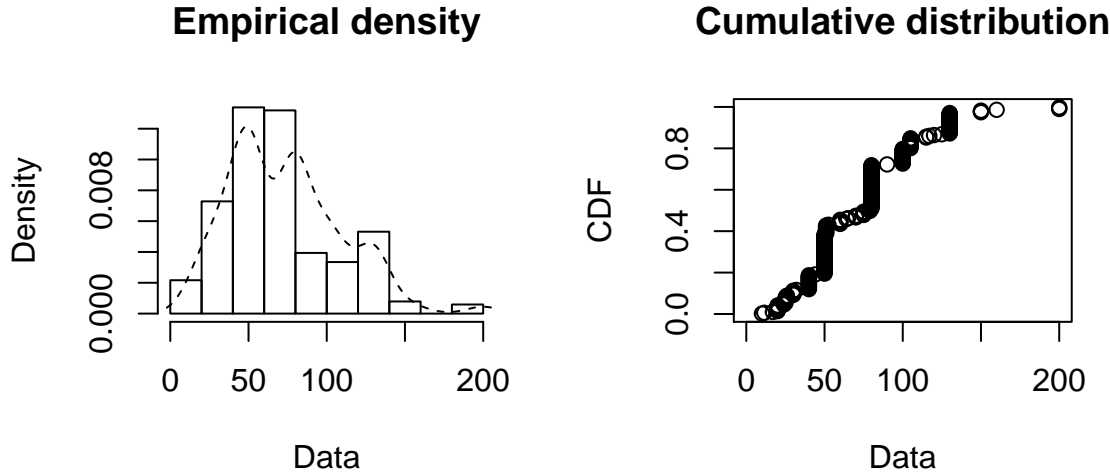 Empirical density
Density
0.000
0.008
0
50
100
200
Data
Cumulative distribution
CDF
0.0
0.4
0.8
0
50
100
200
Data